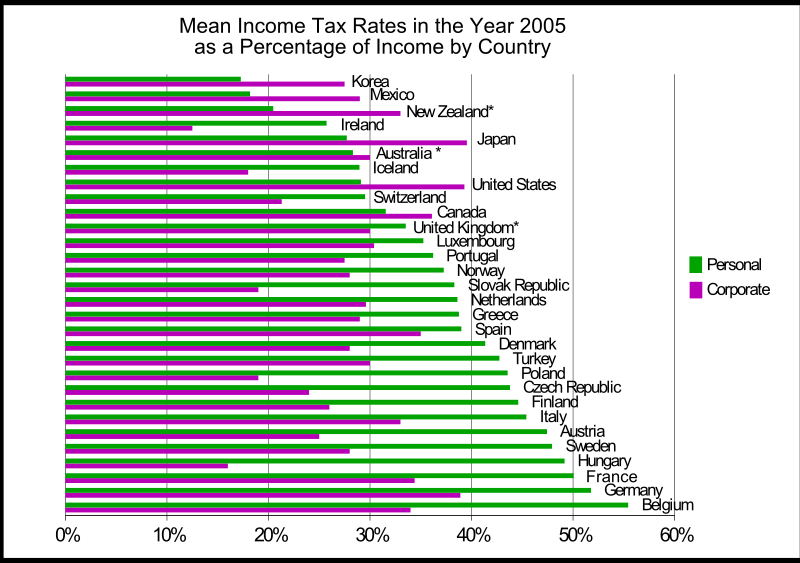 Mean Income Tax Rates in the Year 2005
as a Percentage of Income by Country
Korea
Mexico
New Zealand*
Ireland
Japan
Australia *
Iceland
United States
Switzerland
Canada
United Kingdom*
Luxembourg
Portugal
Norway
Slovak Republic
Netherlands
Greece
Spain
Denmark
Turkey
Poland
Czech Republic
Finland
Italy
Austria
Sweden
Hungary
France
Germany
Belgium
Personal
Corporate
0% 10% 20% 30% 40% 50% 60%